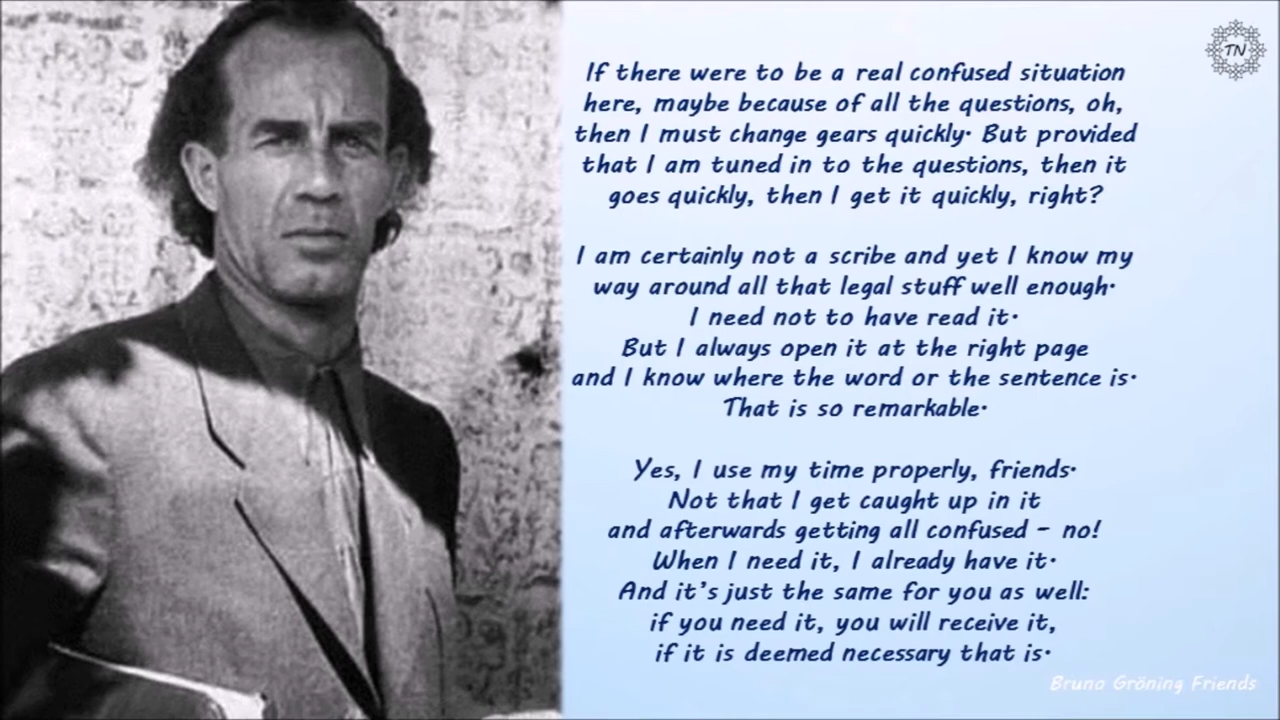 TN
If there were to be a real confused situation
here, maybe because of all the questions, oh,
then I must change gears quickly· But provided
that I am tuned in to the questions, then it
goes quickly, then I get it quickly, right?
I am certainly not a scribe and yet I know my
way around all that legal stuff well enough·
I need not to have read it·
But I always open it at the right page
and I know where the word or the sentence is·
That is so remarkable·
Yes, I use my time properly, friends·
Not that I get caught up in it
and afterwards getting all confused – no!
When I need it, I already have it·
And it's just the same for you as well:
if you need it, you will receive it,
if it is deemed necessary that is·
Bruno Gröning Friends